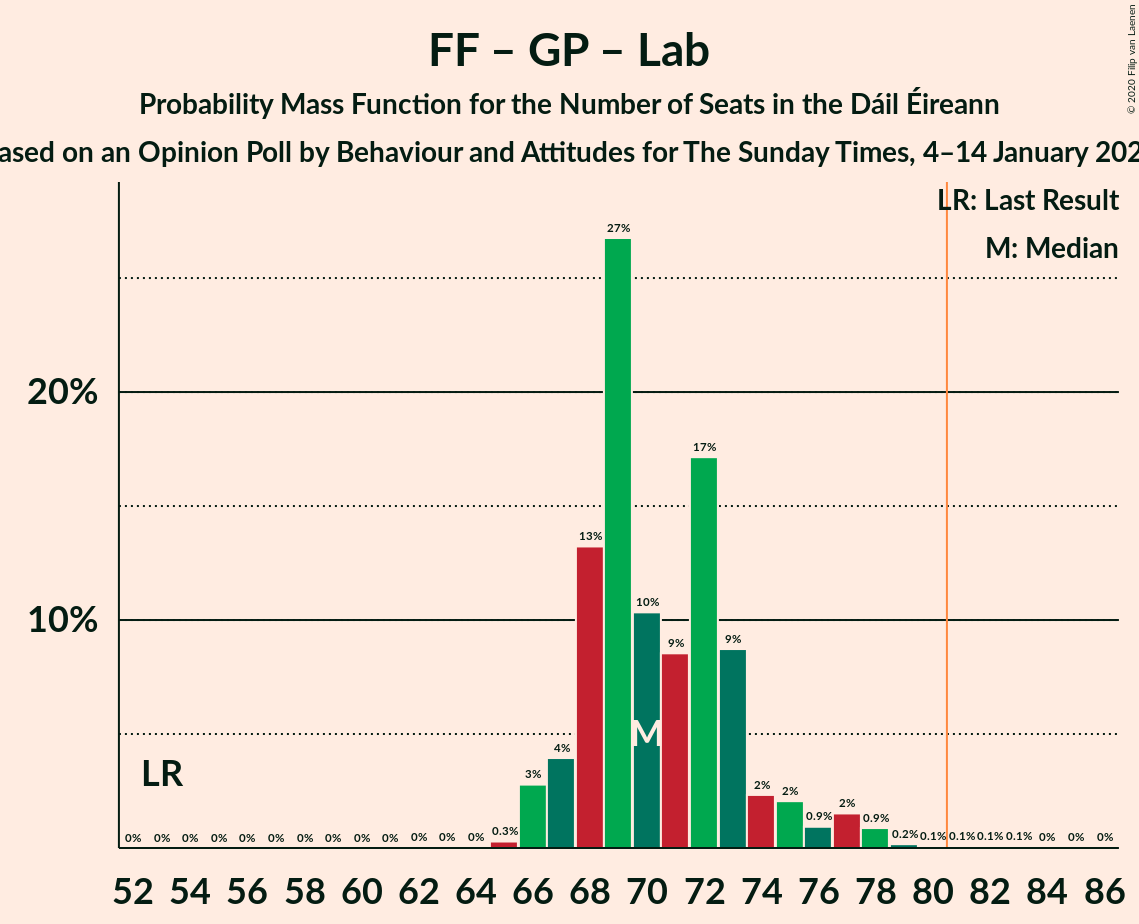 FF – GP – Lab
Probability Mass Function for the Number of Seats in the Dáil Éireann
ased on an Opinion Poll by Behaviour and Attitudes for The Sunday Times, 4–14 January 202
© 2020 Filip van Laenen
LR: Last Result
M: Median
20%
10%
LR
M
0% 0% 0% 0% 0% 0% 0% 0% 0% 0% 0% 0% 0% 0.3% 3% 4% 13% 27% 10% 9% 17% 9% 2% 2% 0.9% 2% 0.9% 0.2% 0.1% 0.1% 0.1% 0.1% 0% 0% 0%
52 54 56 58 60 62 64 66 68 70 72 74 76 78 80 82 84 86